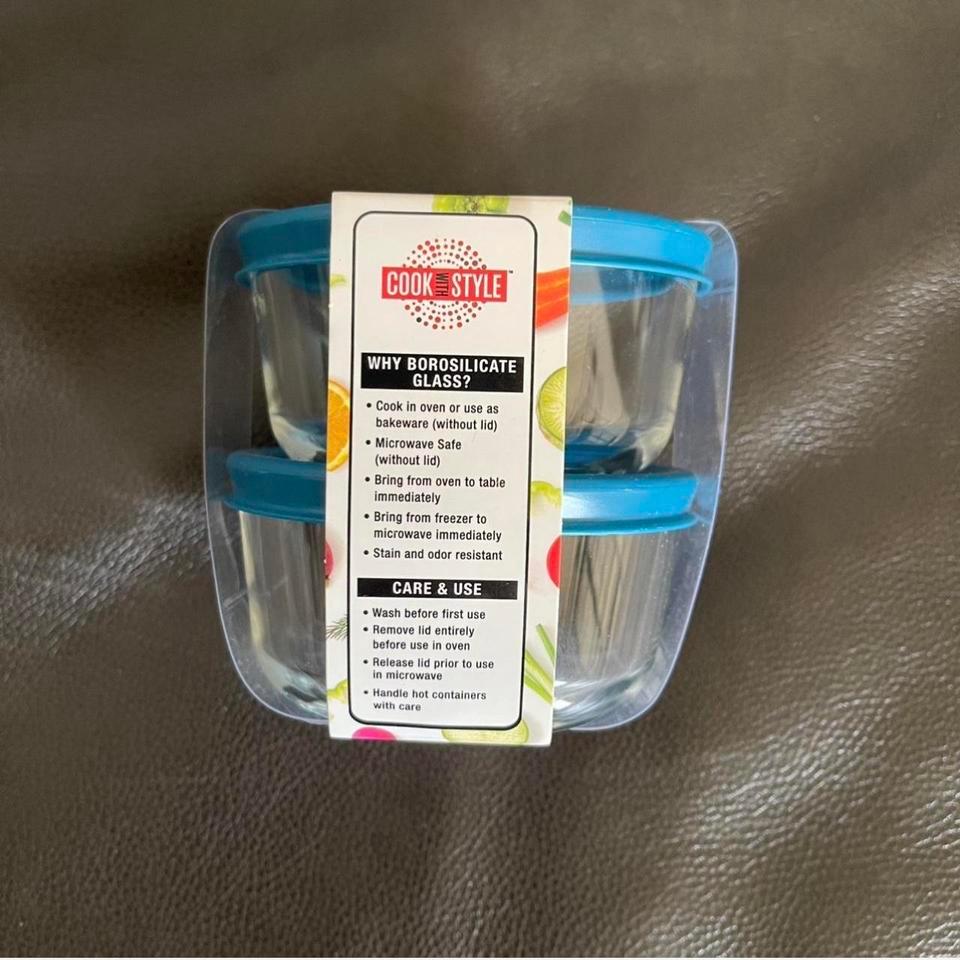 COOK WITH STYLE™
WHY BOROSILICATE
GLASS?
• Cook in oven or use as
bakeware (without lid)
• Microwave Safe
(without lid)
• Bring from oven to table
immediately
• Bring from freezer to
microwave immediately
• Stain and odor resistant
CARE & USE
• Wash before first use
• Remove lid entirely
before use in oven
• Release lid prior to use
in microwave
• Handle hot containers
with care